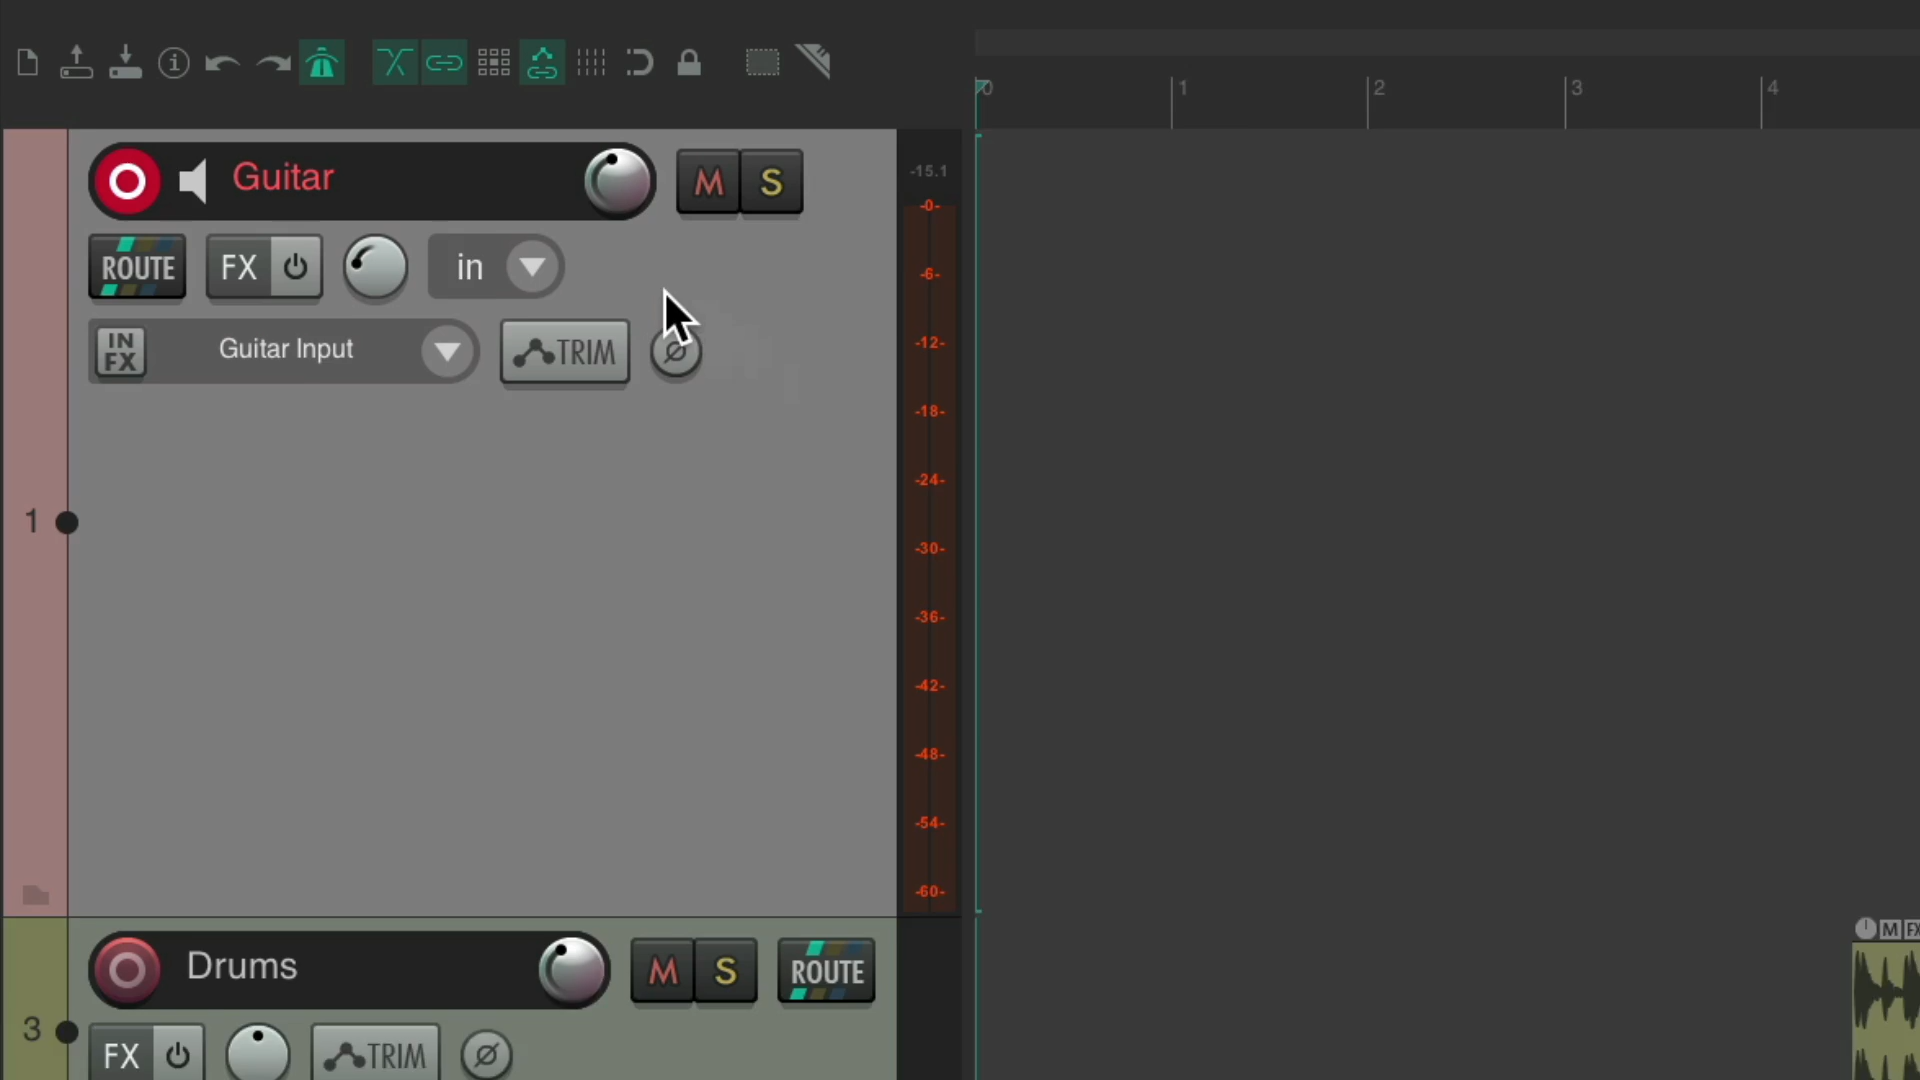 0 1 2 3 4
Guitar M S
-15.1
ROUTE FX in
IN FX Guitar Input TRIM
-0-
-6-
-12-
-18-
-24-
-30-
-36-
-42-
-48-
-54-
-60-
1
Drums M S ROUTE
M FX
3
FX TRIM